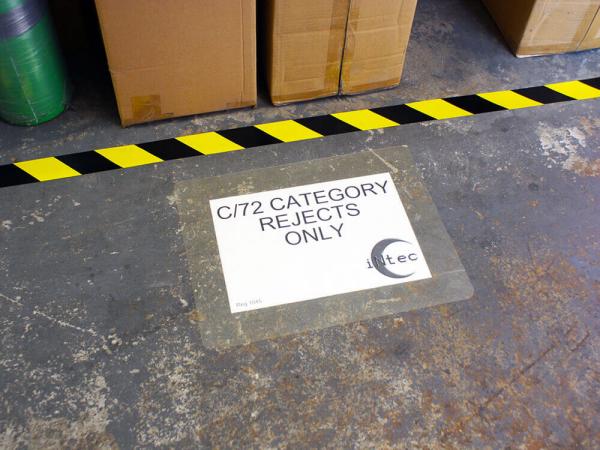 C/72 CATEGORY
REJECTS
ONLY
iNtec